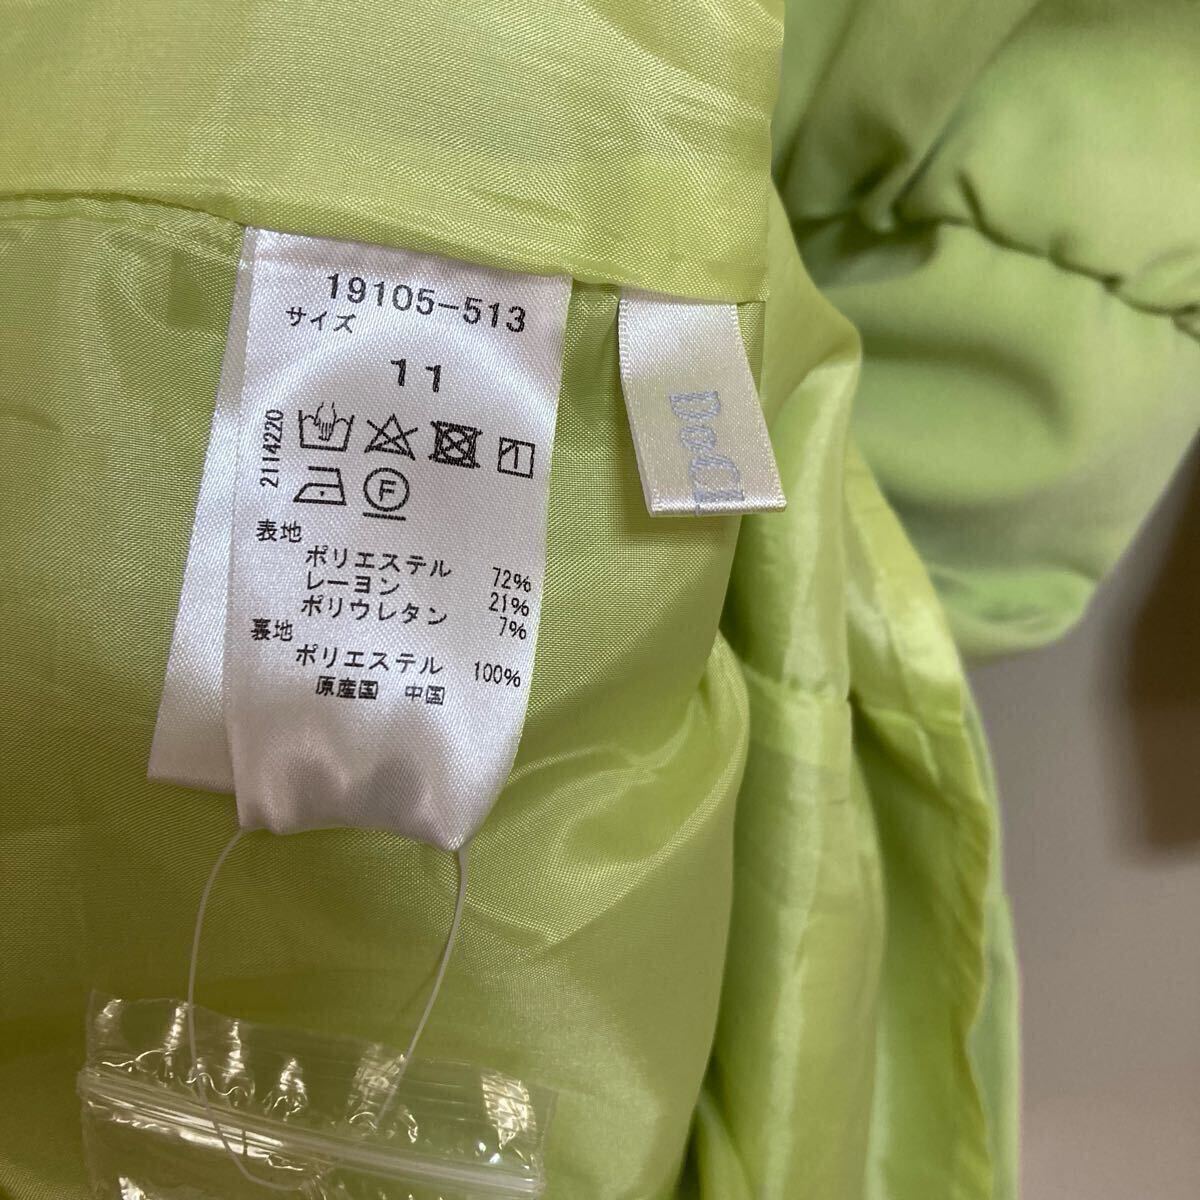 19105-513
サイズ
11
2114220
F
表地
ポリエステル 72%
レーヨン 21%
ポリウレタン 7%
裏地
ポリエステル 100%
原産国 中国